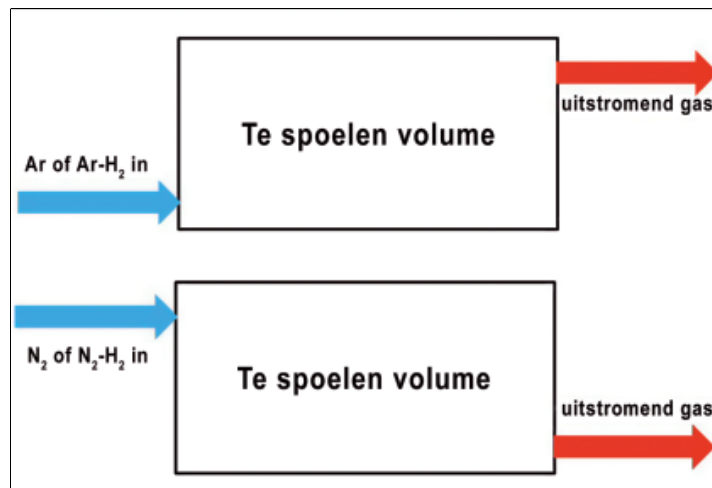 Te spoelen volume
uitstromend gas
Ar of Ar-H₂ in
N₂ of N₂-H₂ in
Te spoelen volume
uitstromend gas